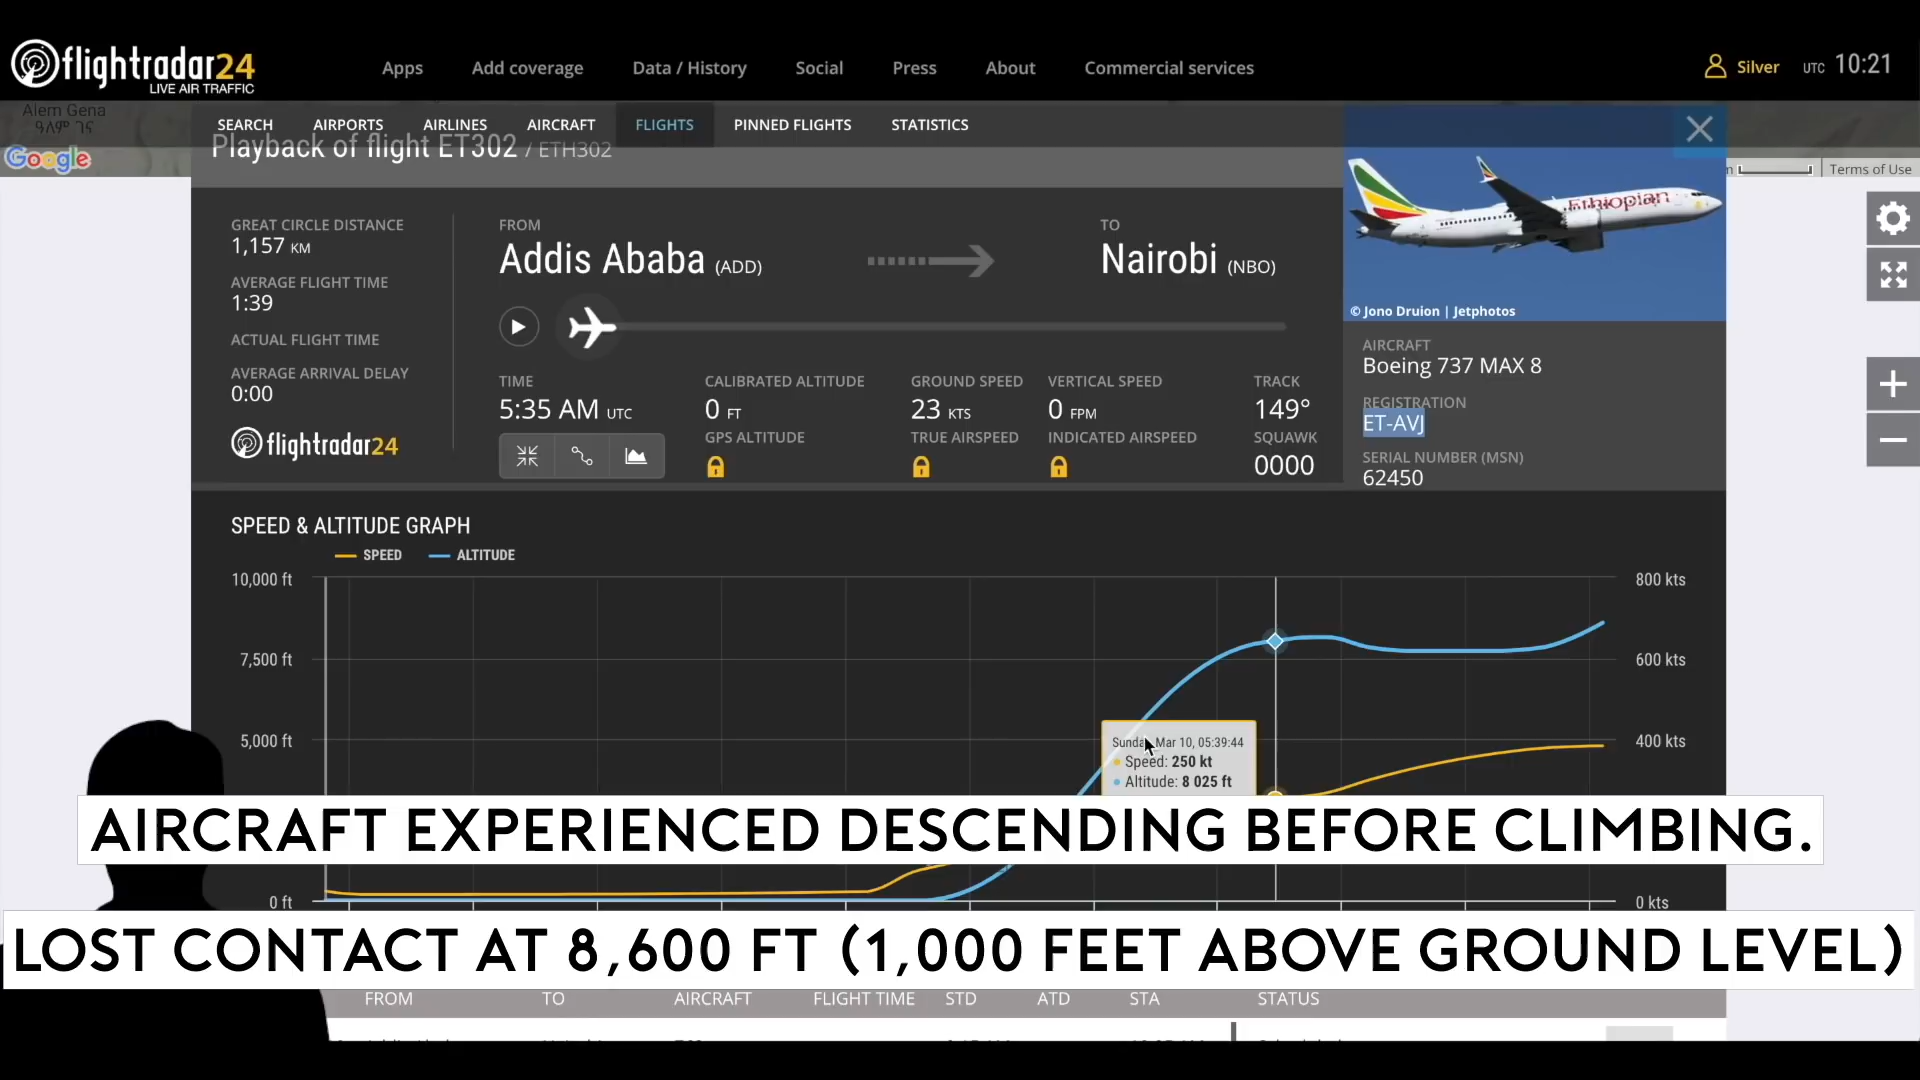 flightradar24
LIVE AIR TRAFFIC
Apps
Add coverage
Data / History
Social
Press
About
Commercial services
Silver
UTC 10:21
Alem Gena
ዓለም ገና
Google
SEARCH
AIRPORTS
AIRLINES
AIRCRAFT
FLIGHTS
PINNED FLIGHTS
STATISTICS
Playback of flight ET302 / ETH302
Terms of Use
GREAT CIRCLE DISTANCE
1,157 KM
AVERAGE FLIGHT TIME
1:39
ACTUAL FLIGHT TIME
AVERAGE ARRIVAL DELAY
0:00
flightradar24
FROM
Addis Ababa (ADD)
TO
Nairobi (NBO)
TIME
5:35 AM UTC
CALIBRATED ALTITUDE
0 FT
GPS ALTITUDE
GROUND SPEED
23 KTS
TRUE AIRSPEED
VERTICAL SPEED
0 FPM
INDICATED AIRSPEED
TRACK
149°
SQUAWK
0000
Ethiopian
© Jono Druion | Jetphotos
AIRCRAFT
Boeing 737 MAX 8
REGISTRATION
ET-AVJ
SERIAL NUMBER (MSN)
62450
SPEED & ALTITUDE GRAPH
SPEED
ALTITUDE
10,000 ft
800 kts
7,500 ft
600 kts
5,000 ft
400 kts
Mar 10, 05:39:44
Speed: 250 kt
Altitude: 8 025 ft
AIRCRAFT EXPERIENCED DESCENDING BEFORE CLIMBING.
0 ft
0 kts
LOST CONTACT AT 8,600 FT (1,000 FEET ABOVE GROUND LEVEL)
FROM
TO
AIRCRAFT
FLIGHT TIME
STD
ATD
STA
STATUS